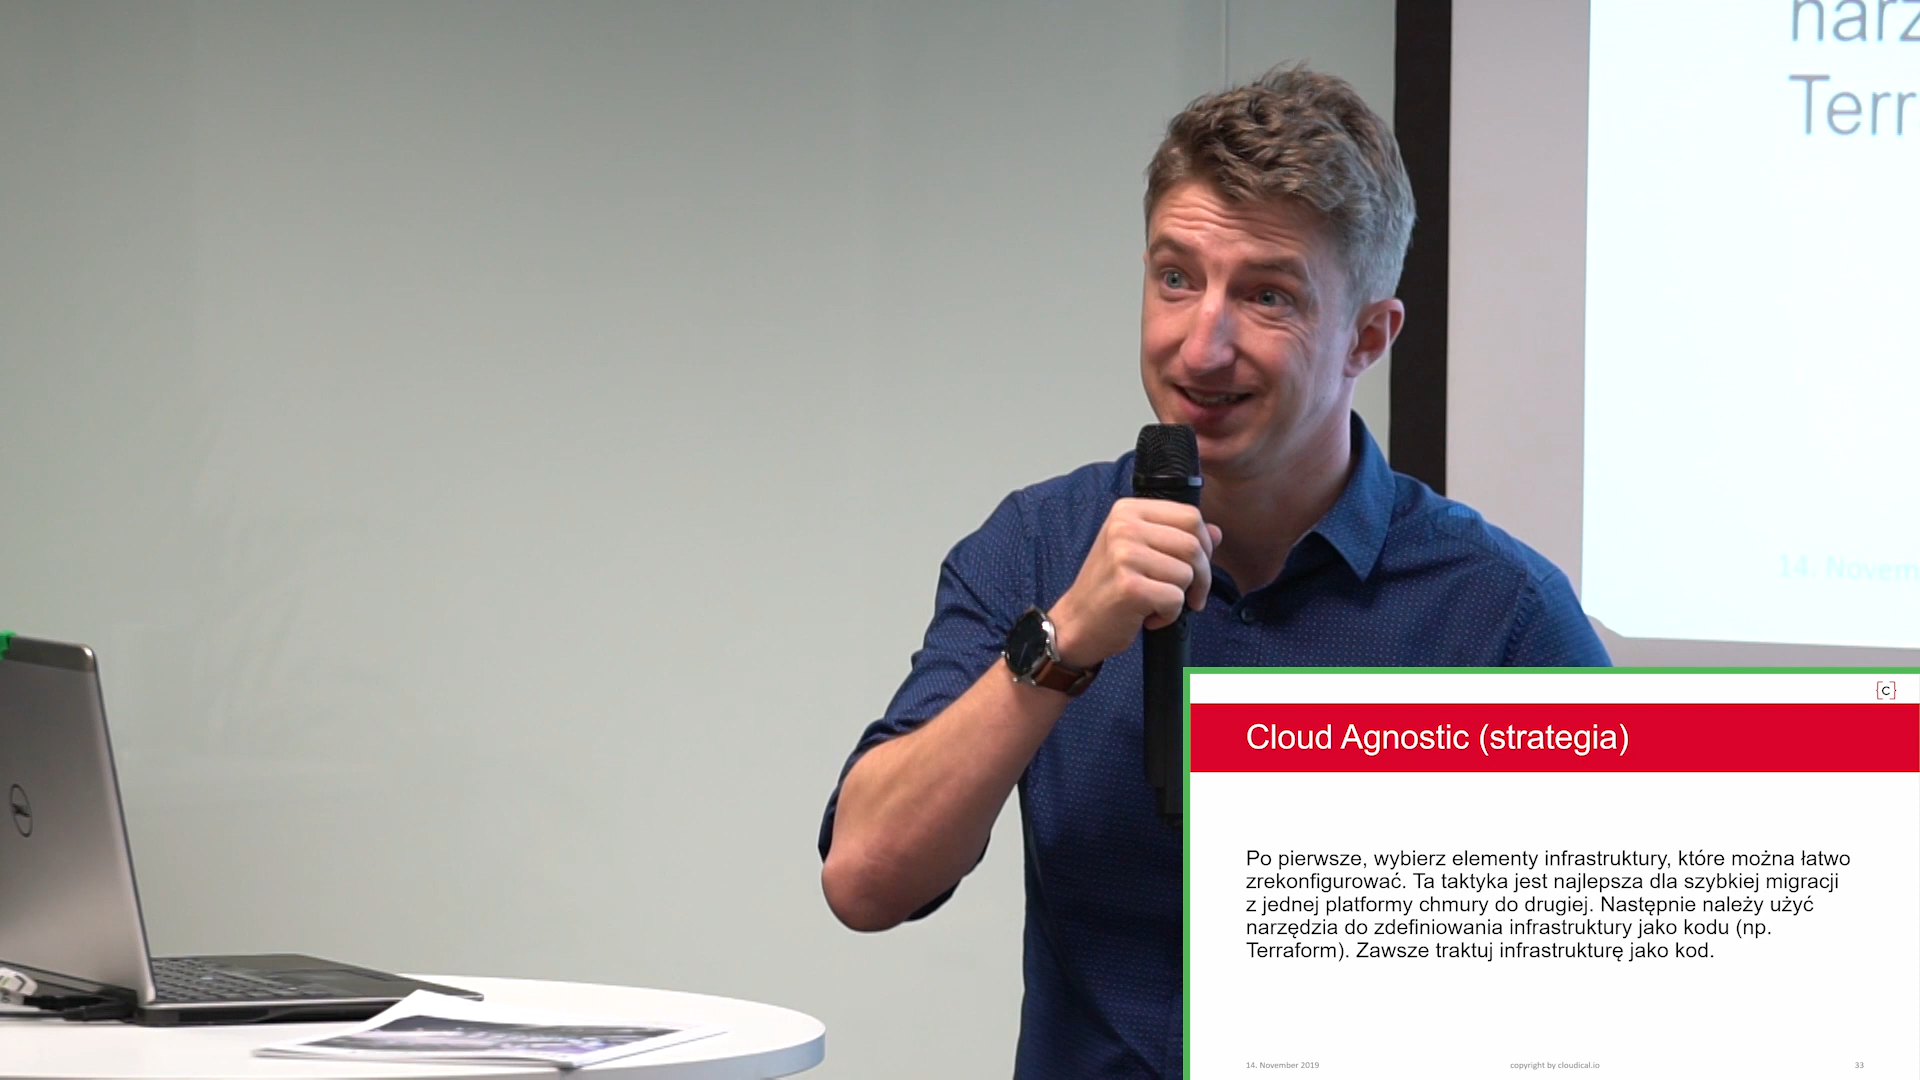 narz
Terr
14. Novem
[c]
Cloud Agnostic (strategia)
Po pierwsze, wybierz elementy infrastruktury, które można łatwo
zrekonfigurować. Ta taktyka jest najlepsza dla szybkiej migracji
z jednej platformy chmury do drugiej. Następnie należy użyć
narzędzia do zdefiniowania infrastruktury jako kodu (np.
Terraform). Zawsze traktuj infrastrukturę jako kod.
14. November 2019 copyright by cloudical.io 33